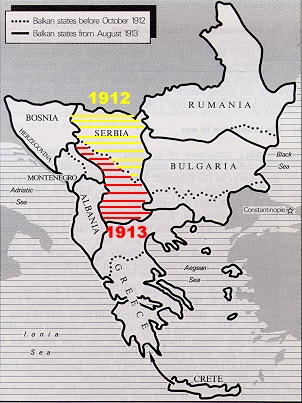 Balkan states before October 1912
Balkan states from August 1913
1912
BOSNIA
RUMANIA
SERBIA
HERZEGOVINA
BULGARIA
Black
Sea
MONTENEGRO
Adriatic
Sea
Constantinople
ALBANIA
1913
GREECE
Aegean
Sea
Ionia
Sea
CRETE